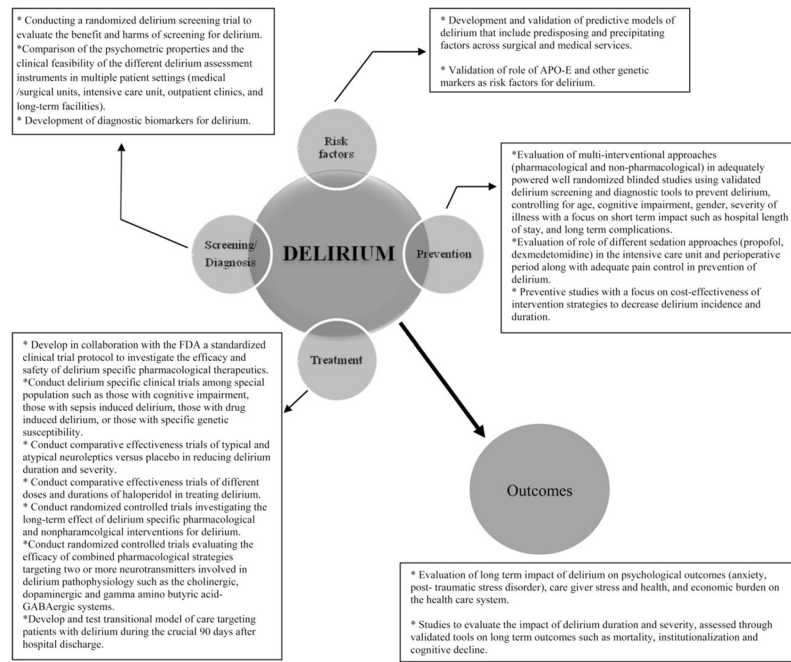 * Conducting a randomized delirium screening trial to
evaluate the benefit and harms of screening for delirium.
*Comparison of the psychometric properties and the
clinical feasibility of the different delirium assessment
instruments in multiple patient settings (medical
/surgical units, intensive care unit, outpatient clinics, and
long-term facilities).
* Development of diagnostic biomarkers for delirium.
* Development and validation of predictive models of
delirium that include predisposing and precipitating
factors across surgical and medical services.
* Validation of role of APO-E and other genetic
markers as risk factors for delirium.
Risk
factors
*Evaluation of multi-interventional approaches
(pharmacological and non-pharmacological) in adequately
powered well randomized blinded studies using validated
delirium screening and diagnostic tools to prevent delirium,
controlling for age, cognitive impairment, gender, severity of
illness with a focus on short term impact such as hospital length
of stay, and long term complications.
*Evaluation of role of different sedation approaches (propofol,
dexmedetomidine) in the intensive care unit and perioperative
period along with adequate pain control in prevention of
delirium.
* Preventive studies with a focus on cost-effectiveness of
intervention strategies to decrease delirium incidence and
duration.
Screening/
Diagnosis
DELIRIUM
Prevention
Treatment
* Develop in collaboration with the FDA a standardized
clinical trial protocol to investigate the efficacy and
safety of delirium specific pharmacological therapeutics.
*Conduct delirium specific clinical trials among special
population such as those with cognitive impairment,
those with sepsis induced delirium, those with drug
induced delirium, or those with specific genetic
susceptibility.
* Conduct comparative effectiveness trials of typical and
atypical neuroleptics versus placebo in reducing delirium
duration and severity.
* Conduct comparative effectiveness trials of different
doses and durations of haloperidol in treating delirium.
* Conduct randomized controlled trials investigating the
long-term effect of delirium specific pharmacological
and nonpharamcolgical interventions for delirium.
*Conduct randomized controlled trials evaluating the
efficacy of combined pharmacological strategies
targeting two or more neurotransmitters involved in
delirium pathophysiology such as the cholinergic,
dopaminergic and gamma amino butyric acid-
GABAergic systems.
*Develop and test transitional model of care targeting
patients with delirium during the crucial 90 days after
hospital discharge.
Outcomes
* Evaluation of long term impact of delirium on psychological outcomes (anxiety,
post- traumatic stress disorder), care giver stress and health, and economic burden on
the health care system.
* Studies to evaluate the impact of delirium duration and severity, assessed through
validated tools on long term outcomes such as mortality, institutionalization and
cognitive decline.